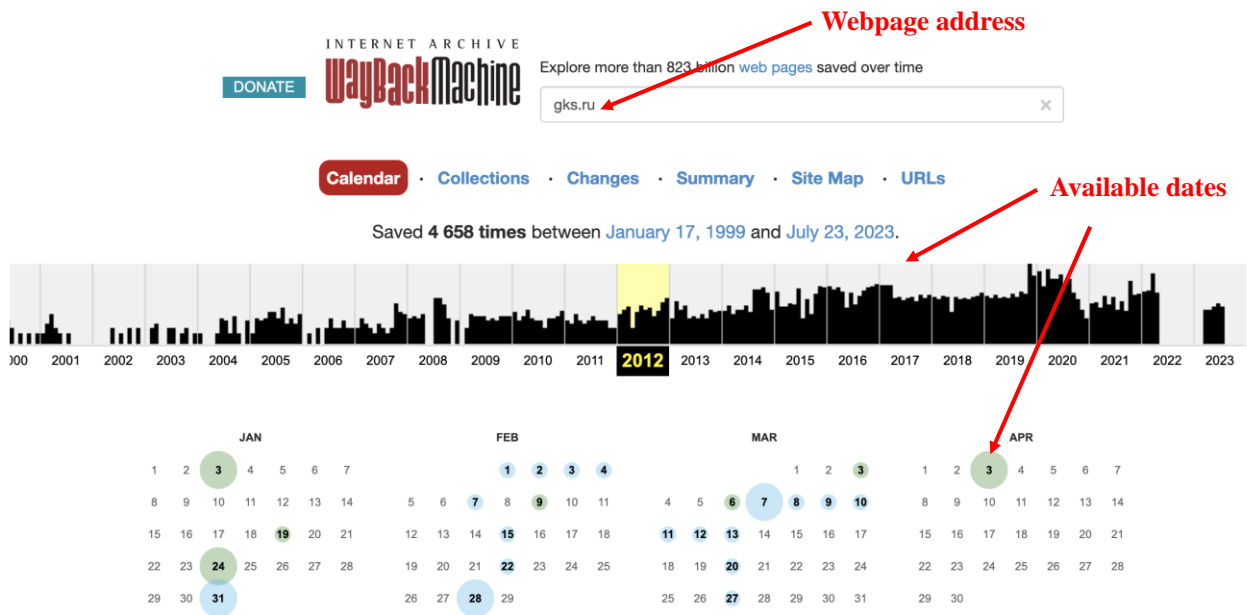 Webpage address
INTERNET ARCHIVE
WayBackMachine
DONATE
Explore more than 823 billion web pages saved over time
gks.ru ×
Calendar · Collections · Changes · Summary · Site Map · URLs
Available dates
Saved 4 658 times between January 17, 1999 and July 23, 2023.
00 2001 2002 2003 2004 2005 2006 2007 2008 2009 2010 2011 2012 2013 2014 2015 2016 2017 2018 2019 2020 2021 2022 2023
JAN FEB MAR APR
1 2 3 4 5 6 7 1 2 3 4 1 2 3 1 2 3 4 5 6 7
8 9 10 11 12 13 14 5 6 7 8 9 10 11 4 5 6 7 8 9 10 8 9 10 11 12 13 14
15 16 17 18 19 20 21 12 13 14 15 16 17 18 11 12 13 14 15 16 17 15 16 17 18 19 20 21
22 23 24 25 26 27 28 19 20 21 22 23 24 25 18 19 20 21 22 23 24 22 23 24 25 26 27 28
29 30 31 26 27 28 29 25 26 27 28 29 30 31 29 30